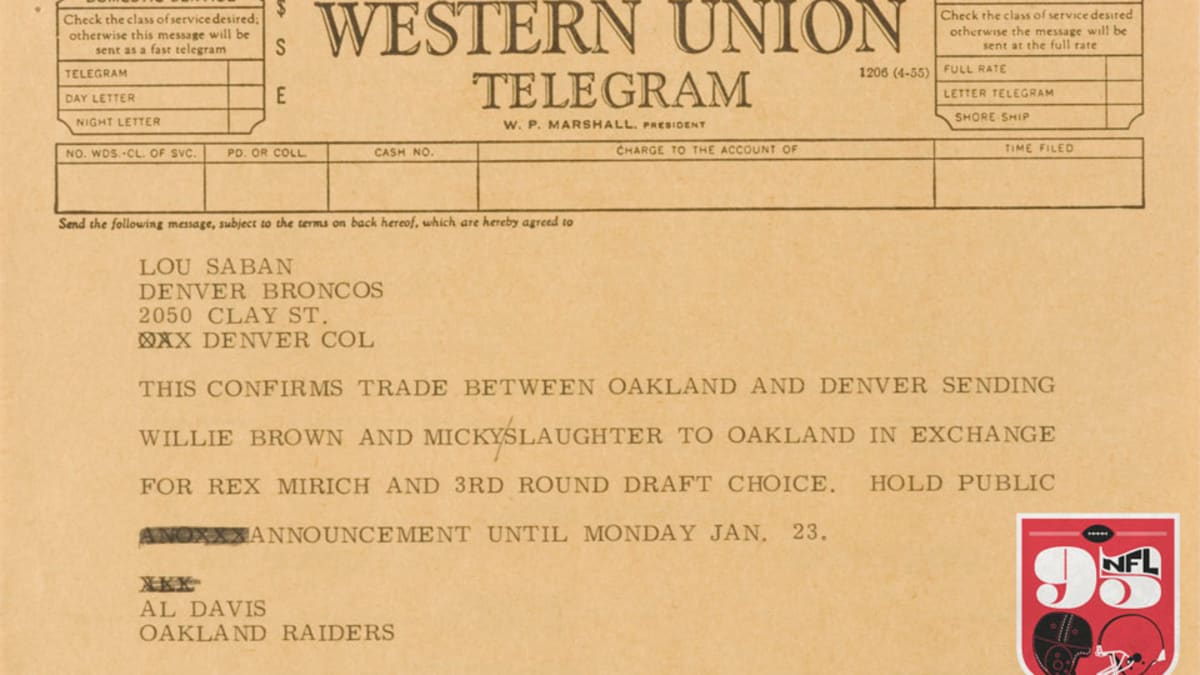 DOMESTIC SERVICE
Check the class of service desired;
otherwise this message will be
sent as a fast telegram
TELEGRAM
DAY LETTER
NIGHT LETTER
$
S
E
WESTERN UNION
TELEGRAM
1206 (4-55)
W. P. MARSHALL, PRESIDENT
Check the class of service desired
otherwise the message will be
sent at the full rate
FULL RATE
LETTER TELEGRAM
SHORE-SHIP
NO. WDS.-CL. OF SVC.
PD. OR COLL.
CASH NO.
CHARGE TO THE ACCOUNT OF
TIME FILED
Send the following message, subject to the terms on back hereof, which are hereby agreed to
LOU SABAN
DENVER BRONCOS
2050 CLAY ST.
DENVER COL
THIS CONFIRMS TRADE BETWEEN OAKLAND AND DENVER SENDING
WILLIE BROWN AND MICKY/SLAUGHTER TO OAKLAND IN EXCHANGE
FOR REX MIRICH AND 3RD ROUND DRAFT CHOICE. HOLD PUBLIC
ANOXXXANNOUNCEMENT UNTIL MONDAY JAN. 23.
XKK
AL DAVIS
OAKLAND RAIDERS
95
NFL